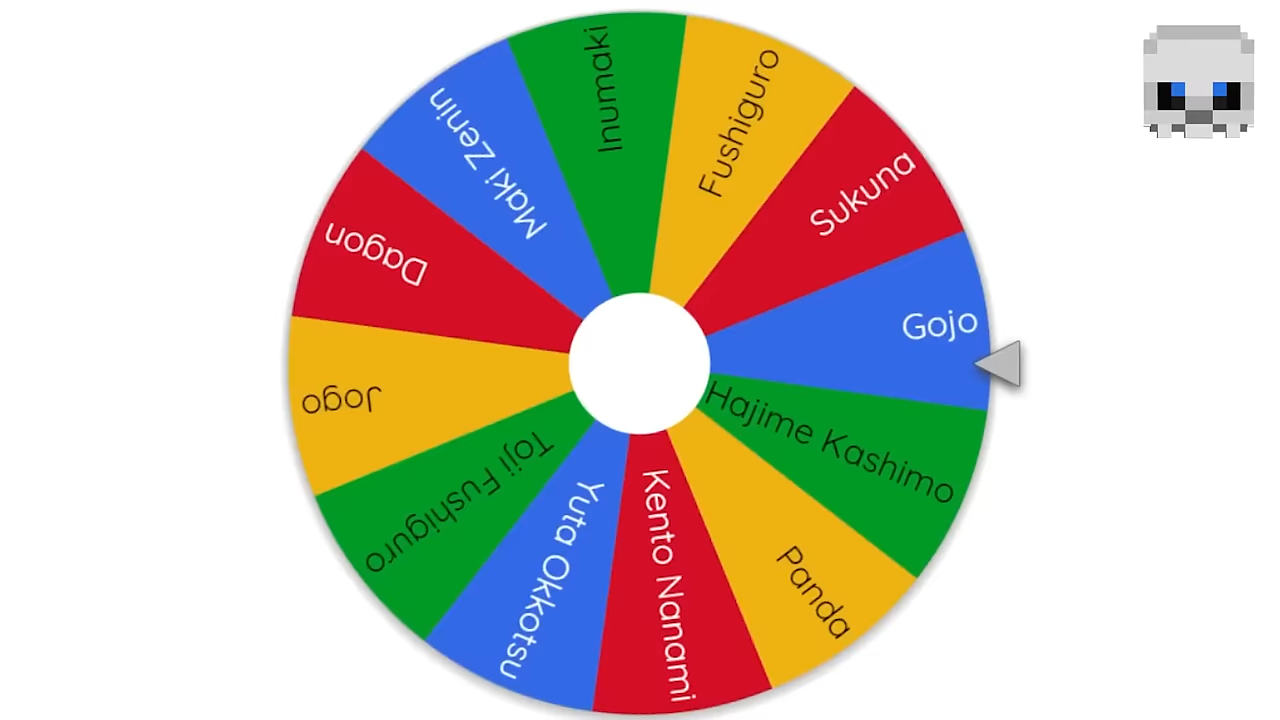 Inumaki
Fushiguro
Sukuna
Gojo
Hajime Kashimo
Panda
Kento Nanami
Yuta Okkotsu
Toji Fushiguro
Jogo
Dagon
Maki Zenin